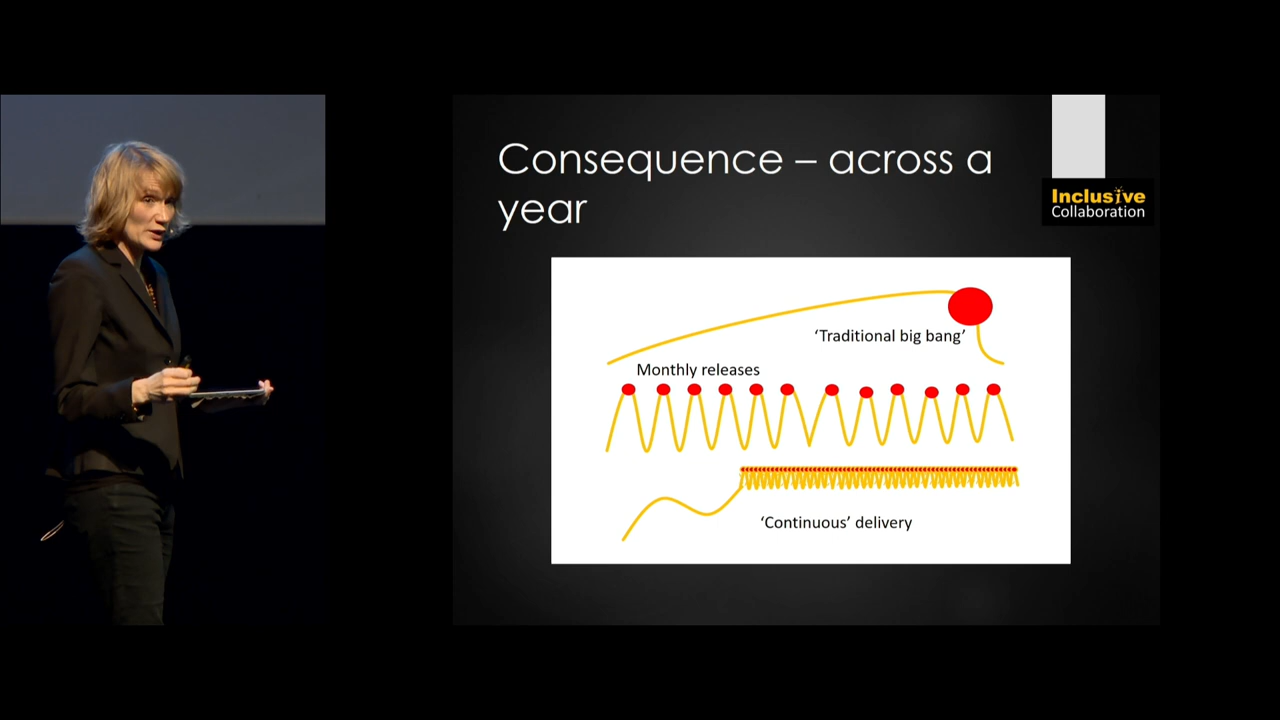 Consequence – across a
year
Inclusive
Collaboration
‘Traditional big bang’
Monthly releases
‘Continuous’ delivery